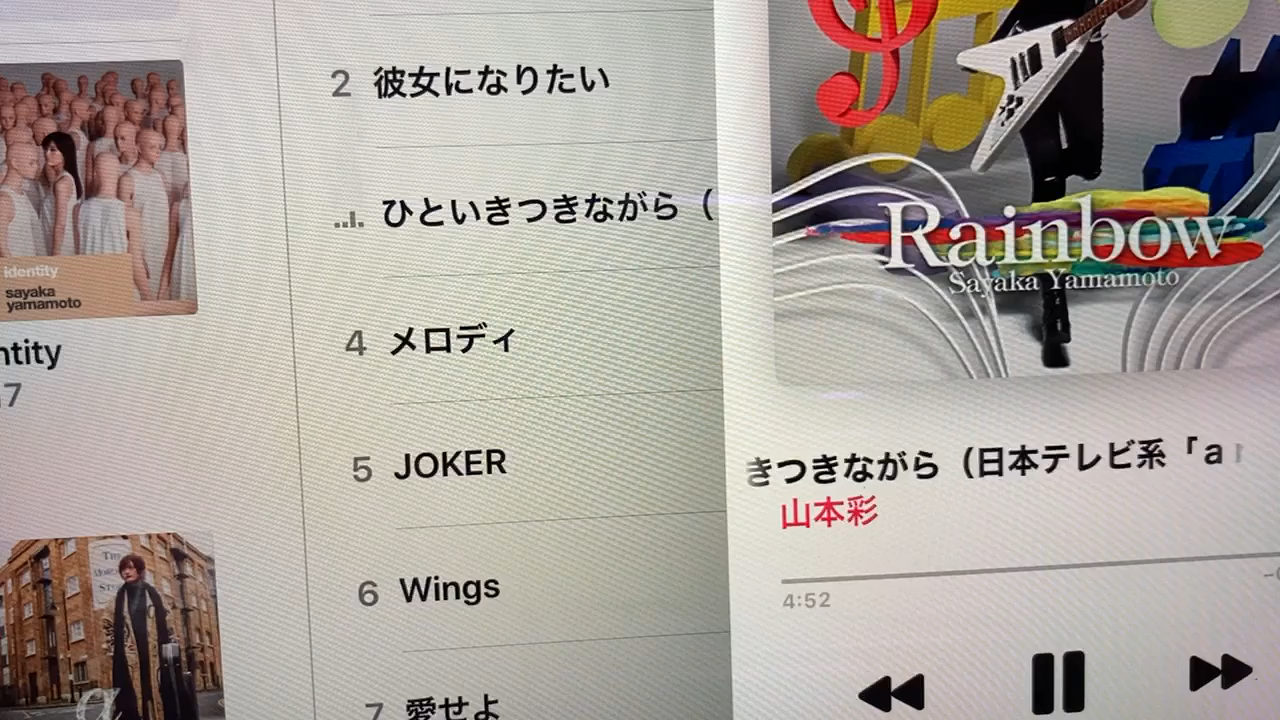 identity
sayaka
yamamoto
ntity
17
2 彼女になりたい
ひといきつきながら（
4 メロディ
5 JOKER
6 Wings
7 愛せよ
Rainbow
Sayaka Yamamoto
きつきながら（日本テレビ系「ａ
山本彩
4:52